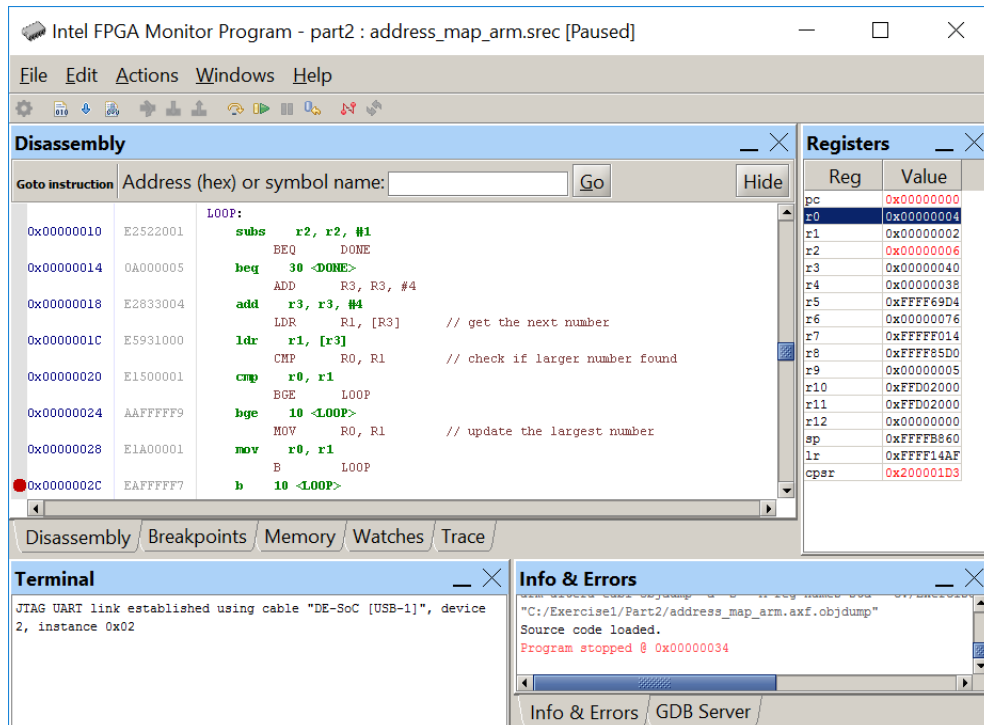 Intel FPGA Monitor Program - part2 : address_map_arm.srec [Paused]
File Edit Actions Windows Help
Disassembly
Goto instruction Address (hex) or symbol name: Go Hide
LOOP:
0x00000010 E2522001 subs r2, r2, #1
BEQ DONE
0x00000014 0A000005 beq 30 <DONE>
ADD R3, R3, #4
0x00000018 E2833004 add r3, r3, #4
LDR R1, [R3] // get the next number
0x0000001C E5931000 ldr r1, [r3]
CMP R0, R1 // check if larger number found
0x00000020 E1500001 cmp r0, r1
BGE LOOP
0x00000024 AAFFFFF9 bge 10 <LOOP>
MOV R0, R1 // update the largest number
0x00000028 E1A00001 mov r0, r1
B LOOP
0x0000002C EAFFFFF7 b 10 <LOOP>
Disassembly Breakpoints Memory Watches Trace
Registers
Reg Value
pc 0x00000000
r0 0x00000004
r1 0x00000002
r2 0x00000006
r3 0x00000040
r4 0x00000038
r5 0xFFFF69D4
r6 0x00000076
r7 0xFFFFF014
r8 0xFFFF85D0
r9 0x00000005
r10 0xFFD02000
r11 0xFFD02000
r12 0x00000000
sp 0xFFFFB860
lr 0xFFFF14AF
cpsr 0x200001D3
Terminal
JTAG UART link established using cable "DE-SoC [USB-1]", device
2, instance 0x02
Info & Errors
"C:/Exercise1/Part2/address_map_arm.axf.objdump"
Source code loaded.
Program stopped @ 0x00000034
Info & Errors GDB Server